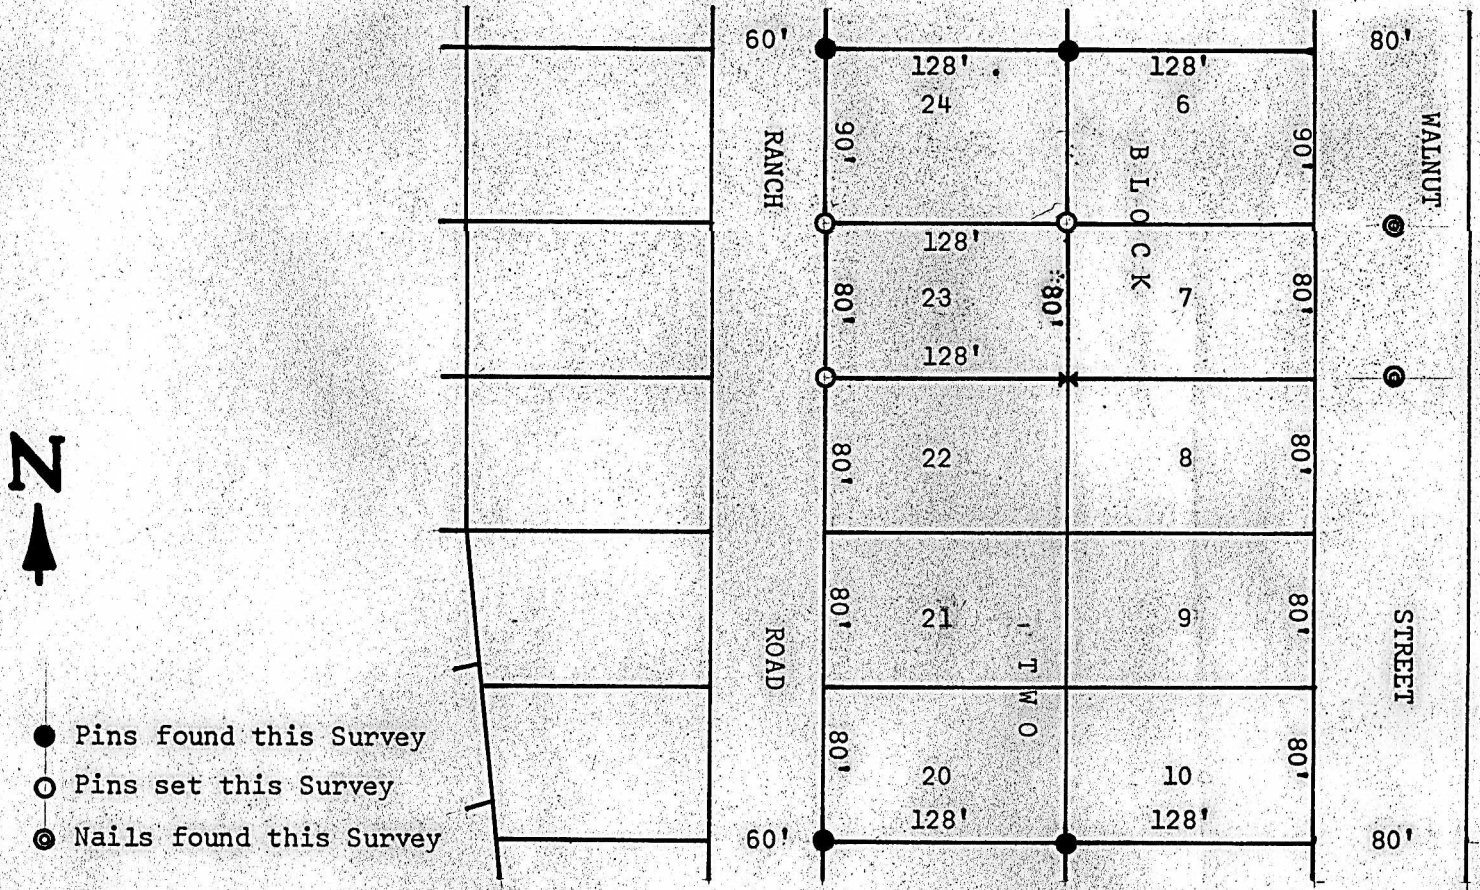 60' 128' 128' 80'
24 6
RANCH 90' BLOCK 90' WALNUT
128'
80' 23 80' 7 80'
128'
N
80' 22 8 80'
80' 21 9 80'
ROAD TWO STREET
Pins found this Survey
80' 20 10 80'
Pins set this Survey
128' 128'
Nails found this Survey
60' 80'